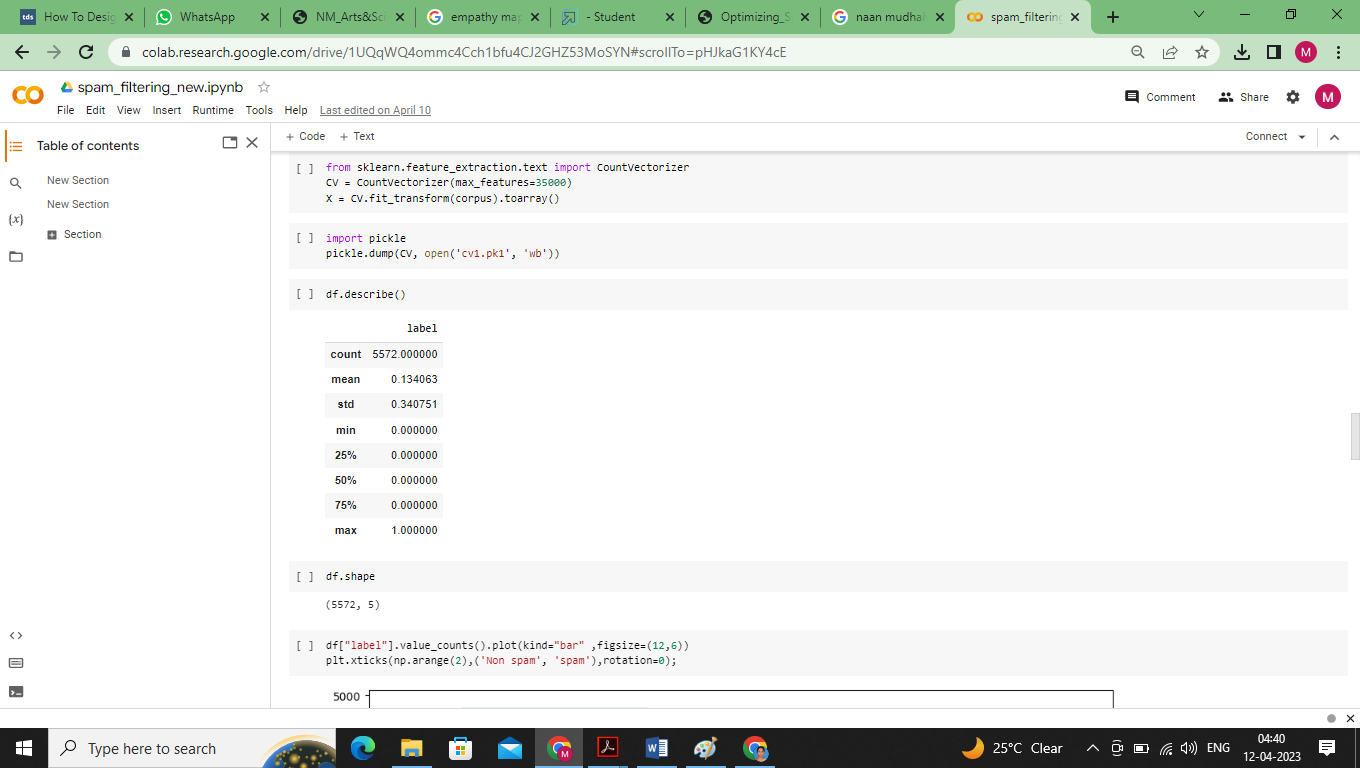 How To Desig
WhatsApp
NM_Arts&Sci
empathy map
- Student
Optimizing_S
naan mudhal
spam_filtering
colab.research.google.com/drive/1UQqWQ4ommc4Cch1bfu4CJ2GHZ53MoSYN#scrollTo=pHJkaG1KY4cE
M
spam_filtering_new.ipynb
File Edit View Insert Runtime Tools Help Last edited on April 10
Comment
Share
M
Table of contents
New Section
New Section
Section
+ Code + Text
Connect
[ ] from sklearn.feature_extraction.text import CountVectorizer
CV = CountVectorizer(max_features=35000)
X = CV.fit_transform(corpus).toarray()
[ ] import pickle
pickle.dump(CV, open('cv1.pk1', 'wb'))
[ ] df.describe()
label
count 5572.000000
mean 0.134063
std 0.340751
min 0.000000
25% 0.000000
50% 0.000000
75% 0.000000
max 1.000000
[ ] df.shape
(5572, 5)
[ ] df["label"].value_counts().plot(kind="bar" ,figsize=(12,6))
plt.xticks(np.arange(2),('Non spam', 'spam'),rotation=0);
5000
Type here to search
25°C Clear
ENG
04:40
12-04-2023